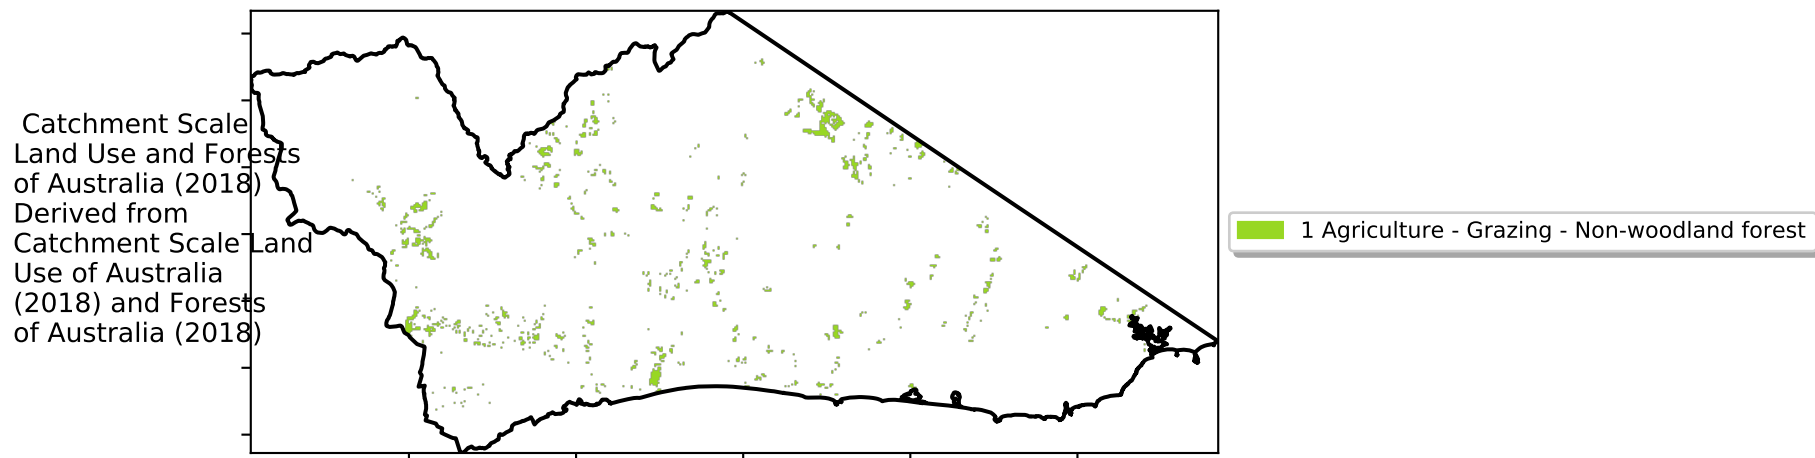 Catchment Scale
Land Use and Forests
of Australia (2018)
Derived from
Catchment Scale Land
Use of Australia
(2018) and Forests
of Australia (2018)
1 Agriculture - Grazing - Non-woodland forest